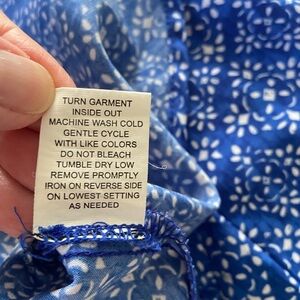 TURN GARMENT
INSIDE OUT
MACHINE WASH COLD
GENTLE CYCLE
WITH LIKE COLORS
DO NOT BLEACH
TUMBLE DRY LOW
REMOVE PROMPTLY
IRON ON REVERSE SIDE
ON LOWEST SETTING
AS NEEDED